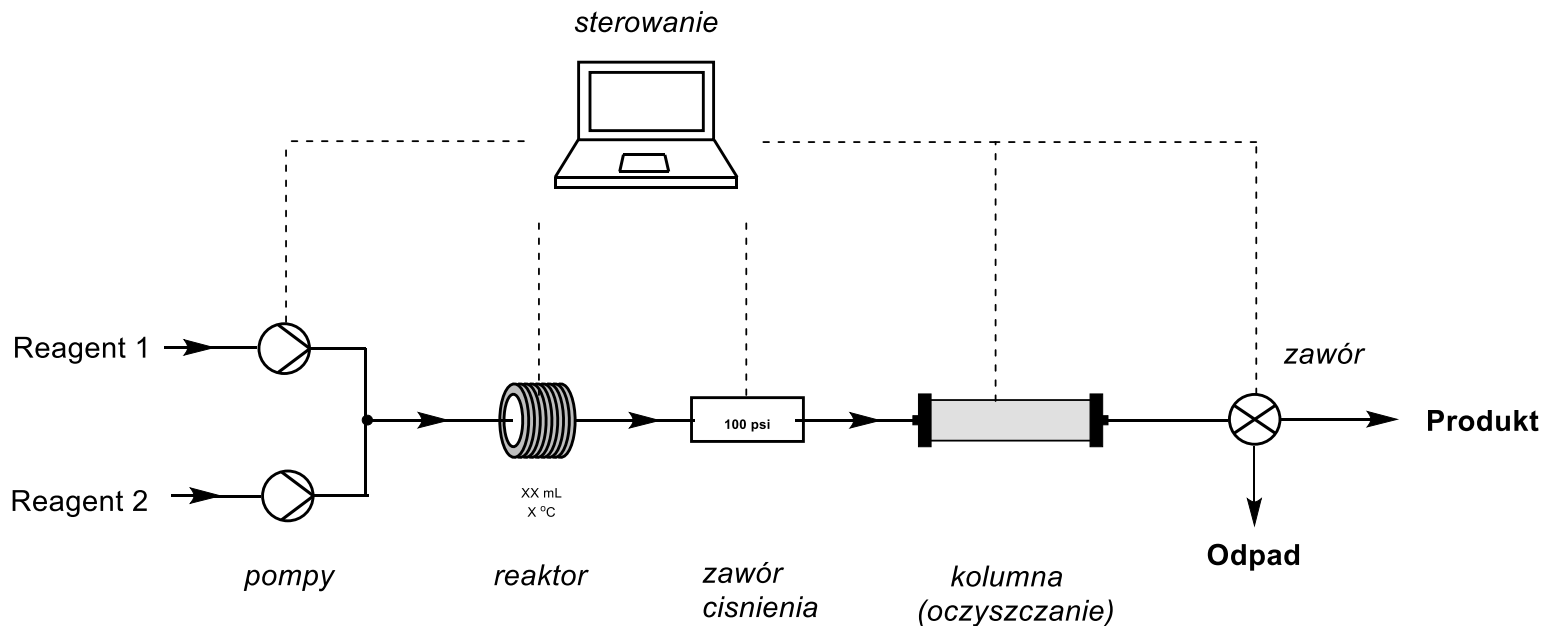 sterowanie
Reagent 1
zawór
100 psi
Produkt
Reagent 2
XX mL
X °C
Odpad
pompy
reaktor
zawór
cisnienia
kolumna
(oczyszczanie)